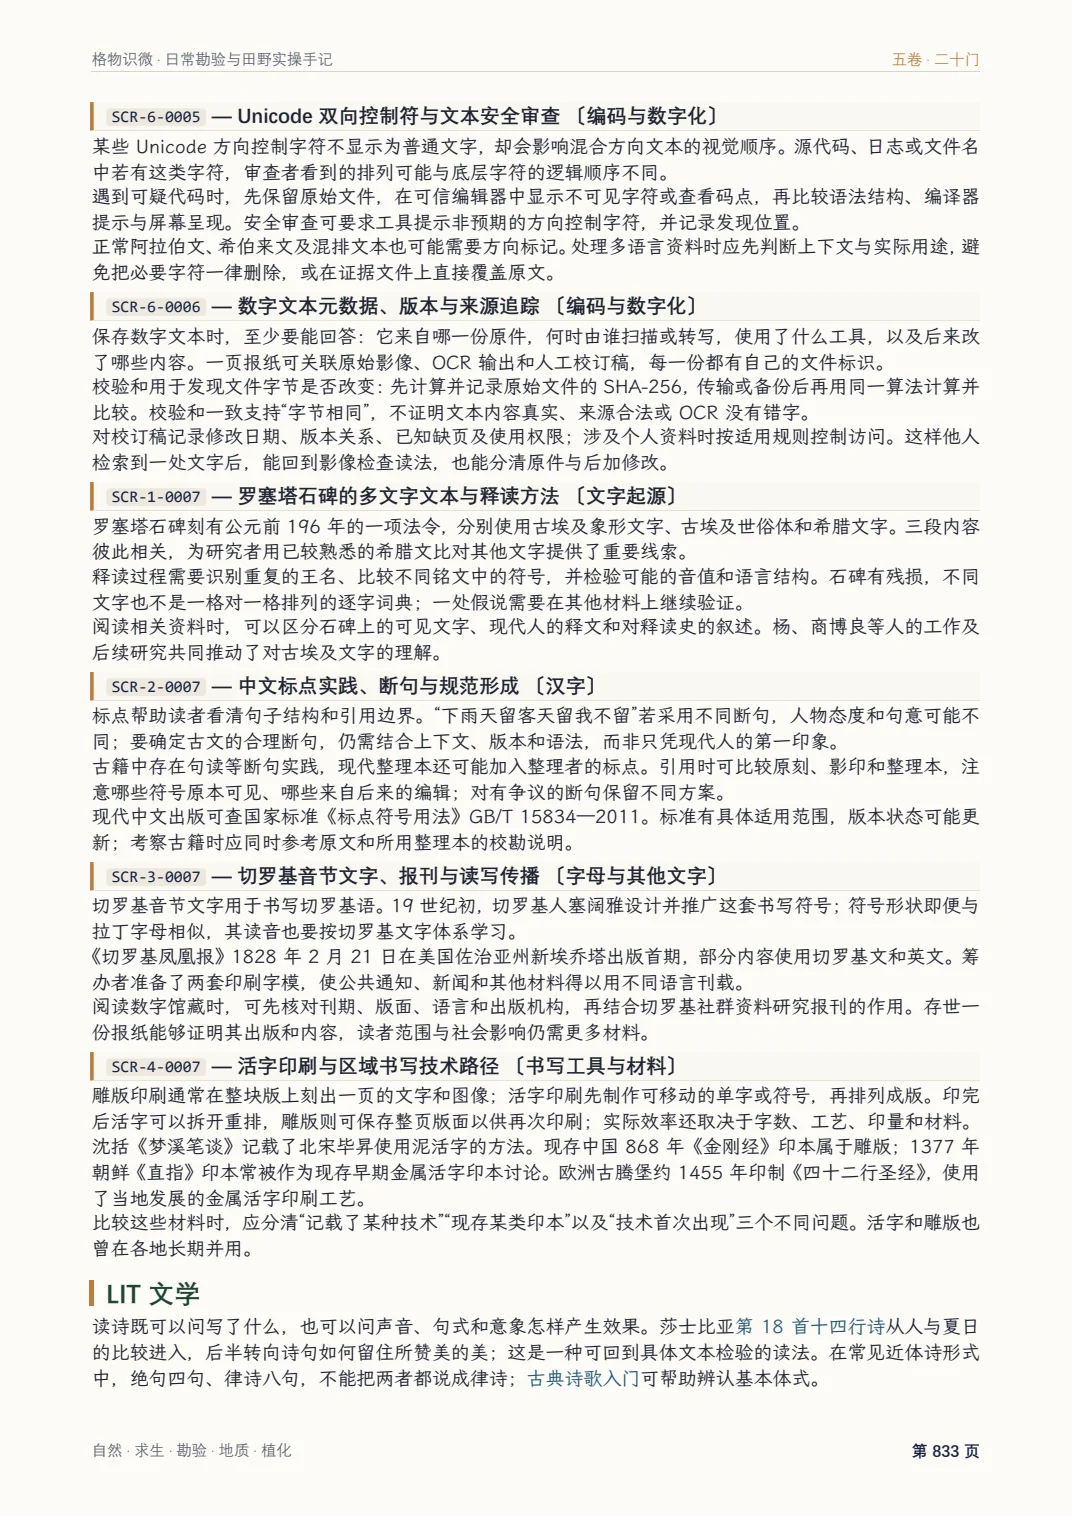 格物识微 · 日常勘验与田野实操手记
五卷 · 二十门
SCR-6-0005 — Unicode 双向控制符与文本安全审查 〔编码与数字化〕
某些 Unicode 方向控制字符不显示为普通文字，却会影响混合方向文本的视觉顺序。源代码、日志或文件名
中若有这类字符，审查者看到的排列可能与底层字符的逻辑顺序不同。
遇到可疑代码时，先保留原始文件，在可信编辑器中显示不可见字符或查看码点，再比较语法结构、编译器
提示与屏幕呈现。安全审查可要求工具提示非预期的方向控制字符，并记录发现位置。
正常阿拉伯文、希伯来文及混排文本也可能需要方向标记。处理多语言资料时应先判断上下文与实际用途，避
免把必要字符一律删除，或在证据文件上直接覆盖原文。
SCR-6-0006 — 数字文本元数据、版本与来源追踪 〔编码与数字化〕
保存数字文本时，至少要能回答：它来自哪一份原件，何时由谁扫描或转写，使用了什么工具，以及后来改
了哪些内容。一页报纸可关联原始影像、OCR 输出和人工校订稿，每一份都有自己的文件标识。
校验和用于发现文件字节是否改变：先计算并记录原始文件的 SHA-256，传输或备份后再用同一算法计算并
比较。校验和一致支持“字节相同”，不证明文本内容真实、来源合法或 OCR 没有错字。
对校订稿记录修改日期、版本关系、已知缺页及使用权限；涉及个人资料时按适用规则控制访问。这样他人
检索到一处文字后，能回到影像检查读法，也能分清原件与后加修改。
SCR-1-0007 — 罗塞塔石碑的多文字文本与释读方法 〔文字起源〕
罗塞塔石碑刻有公元前 196 年的一项法令，分别使用古埃及象形文字、古埃及世俗体和希腊文字。三段内容
彼此相关，为研究者用已较熟悉的希腊文比对其他文字提供了重要线索。
释读过程需要识别重复的王名、比较不同铭文中的符号，并检验可能的音值和语言结构。石碑有残损，不同
文字也不是一格对一格排列的逐字词典；一处假说需要在其他材料上继续验证。
阅读相关资料时，可以区分石碑上的可见文字、现代人的释文和对释读史的叙述。杨、商博良等人的工作及
后续研究共同推动了对古埃及文字的理解。
SCR-2-0007 — 中文标点实践、断句与规范形成 〔汉字〕
标点帮助读者看清句子结构和引用边界。“下雨天留客天留我不留”若采用不同断句，人物态度和句意可能不
同；要确定古文的合理断句，仍需结合上下文、版本和语法，而非只凭现代人的第一印象。
古籍中存在句读等断句实践，现代整理本还可能加入整理者的标点。引用时可比较原刻、影印和整理本，注
意哪些符号原本可见、哪些来自后来的编辑；对有争议的断句保留不同方案。
现代中文出版可查国家标准《标点符号用法》GB/T 15834—2011。标准有具体适用范围，版本状态可能更
新；考察古籍时应同时参考原文和所用整理本的校勘说明。
SCR-3-0007 — 切罗基音节文字、报刊与读写传播 〔字母与其他文字〕
切罗基音节文字用于书写切罗基语。19 世纪初，切罗基人塞阔雅设计并推广这套书写符号；符号形状即便与
拉丁字母相似，其读音也要按切罗基文字体系学习。
《切罗基凤凰报》1828 年 2 月 21 日在美国佐治亚州新埃乔塔出版首期，部分内容使用切罗基文和英文。筹
办者准备了两套印刷字模，使公共通知、新闻和其他材料得以用不同语言刊载。
阅读数字馆藏时，可先核对刊期、版面、语言和出版机构，再结合切罗基社群资料研究报刊的作用。存世一
份报纸能够证明其出版和内容，读者范围与社会影响仍需更多材料。
SCR-4-0007 — 活字印刷与区域书写技术路径 〔书写工具与材料〕
雕版印刷通常在整块版上刻出一页的文字和图像；活字印刷先制作可移动的单字或符号，再排列成版。印完
后活字可以拆开重排，雕版则可保存整页版面以供再次印刷；实际效率还取决于字数、工艺、印量和材料。
沈括《梦溪笔谈》记载了北宋毕昇使用泥活字的方法。现存中国 868 年《金刚经》印本属于雕版；1377 年
朝鲜《直指》印本常被作为现存早期金属活字印本讨论。欧洲古腾堡约 1455 年印制《四十二行圣经》，使用
了当地发展的金属活字印刷工艺。
比较这些材料时，应分清“记载了某种技术”“现存某类印本”以及“技术首次出现”三个不同问题。活字和雕版也
曾在各地长期并用。
LIT 文学
读诗既可以问写了什么，也可以问声音、句式和意象怎样产生效果。莎士比亚第 18 首十四行诗从人与夏日
的比较进入，后半转向诗句如何留住所赞美的美；这是一种可回到具体文本检验的读法。在常见近体诗形式
中，绝句四句、律诗八句，不能把两者都说成律诗；古典诗歌入门可帮助辨认基本体式。
自然 · 求生 · 勘验 · 地质 · 植化
第 833 页